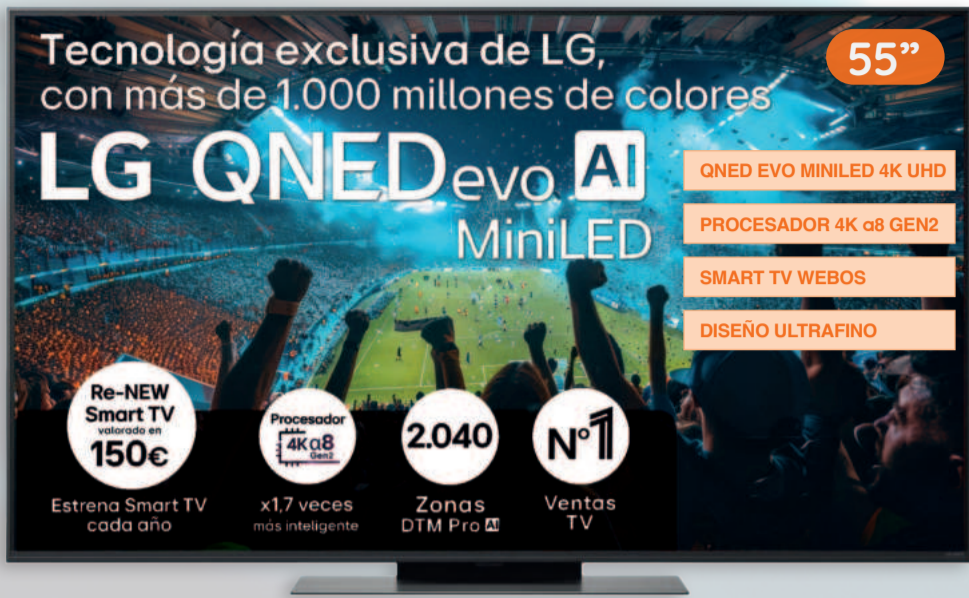 Tecnología exclusiva de LG,
con más de 1.000 millones de colores
55”
LG QNED evo AI
MiniLED
QNED EVO MINILED 4K UHD
PROCESADOR 4K α8 GEN2
SMART TV WEBOS
DISEÑO ULTRAFINO
Re-NEW
Smart TV
valorado en
150€
Estrena Smart TV
cada año
Procesador
4K α8
Gen2
x1,7 veces
más inteligente
2.040
Zonas
DTM Pro AI
Nº1
Ventas
TV